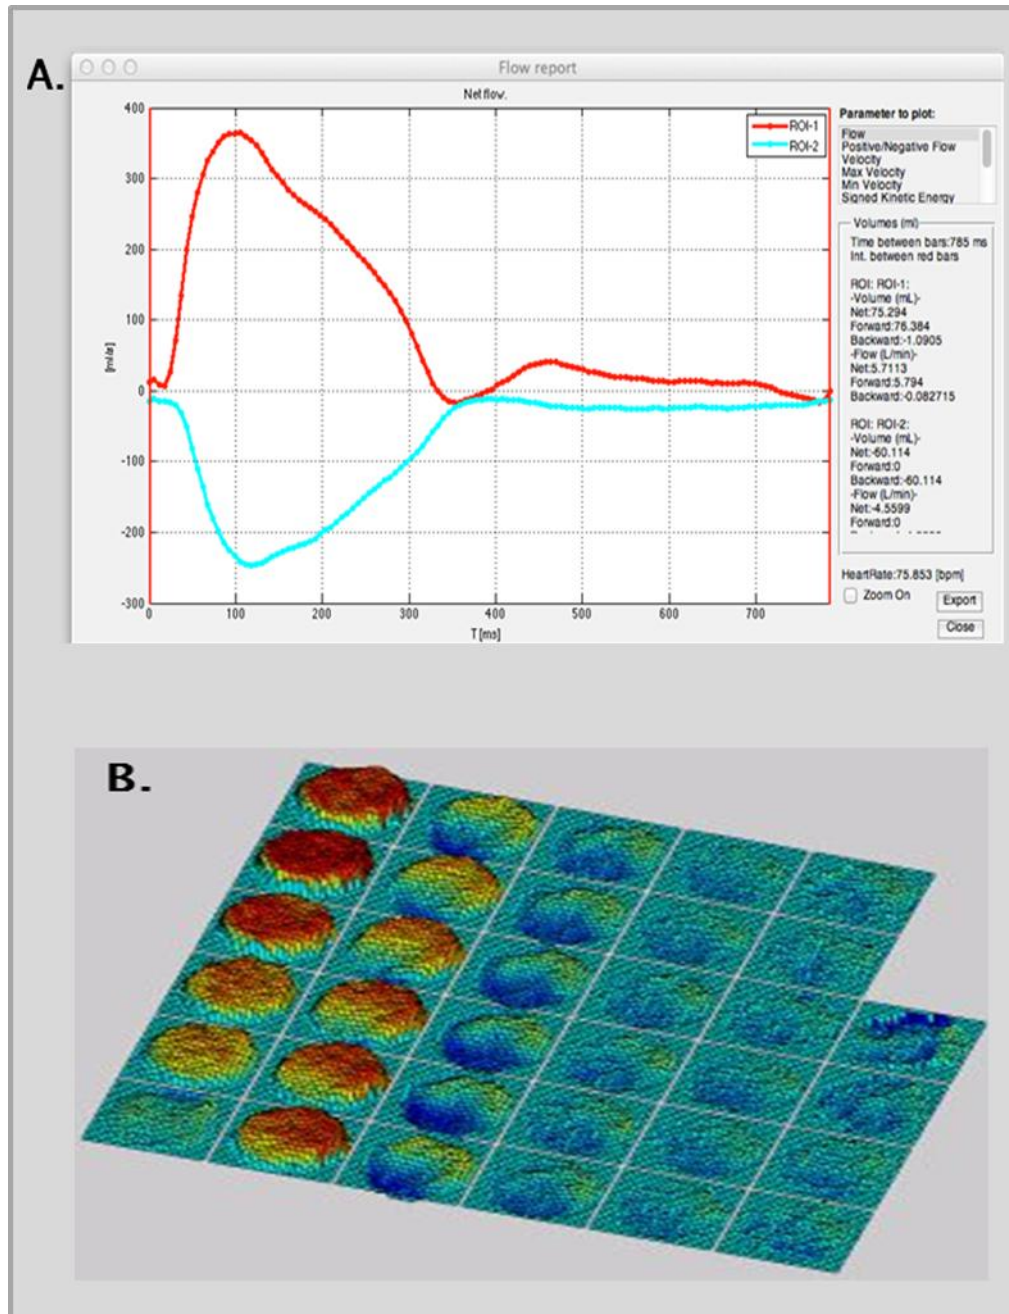 A.
Flow report
Net flow.
400
300
200
100
0
-100
-200
-300
[ml/s]
0
100
200
300
400
500
600
700
T [ms]
ROI-1
ROI-2
Parameter to plot:
Flow
Positive/Negative Flow
Velocity
Max Velocity
Min Velocity
Signed Kinetic Energy
Volumes (ml)
Time between bars:785 ms
Int. between red bars
ROI: ROI-1:
-Volume (mL)-
Net:75.294
Forward:76.384
Backward:-1.0905
-Flow (L/min)-
Net:5.7113
Forward:5.794
Backward:-0.082715
ROI: ROI-2:
-Volume (mL)-
Net:-60.114
Forward:0
Backward:-60.114
-Flow (L/min)-
Net:-4.5599
Forward:0
HeartRate:75.853 [bpm]
Zoom On
Export
Close
B.